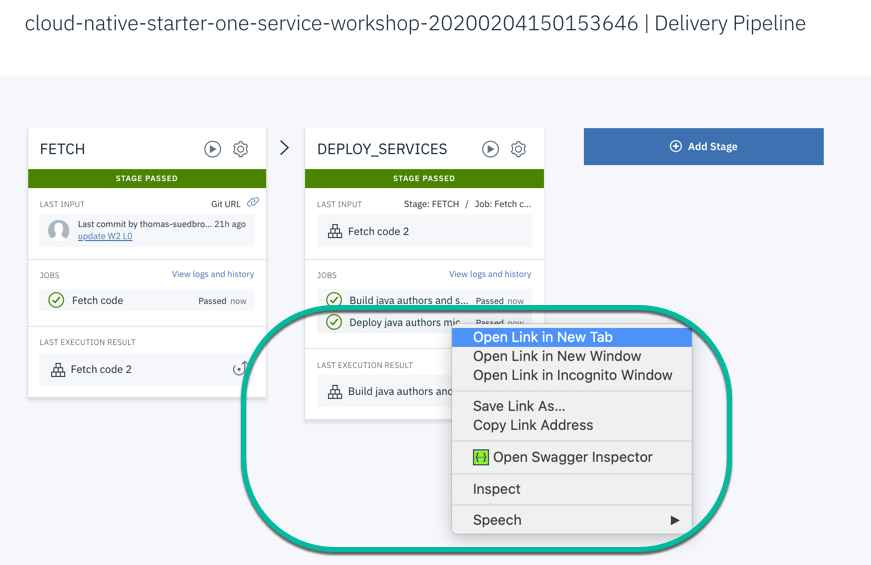 cloud-native-starter-one-service-workshop-20200204150153646 | Delivery Pipeline
FETCH
STAGE PASSED
LAST INPUT Git URL
Last commit by thomas-suedbro... 21h ago
update W2 L0
JOBS View logs and history
Fetch code Passed now
LAST EXECUTION RESULT
Fetch code 2
DEPLOY_SERVICES
STAGE PASSED
LAST INPUT Stage: FETCH / Job: Fetch c...
Fetch code 2
JOBS View logs and history
Build java authors and s... Passed now
Deploy java authors mic... Passed now
LAST EXECUTION RESULT
Build java authors and
Add Stage
Open Link in New Tab
Open Link in New Window
Open Link in Incognito Window
Save Link As...
Copy Link Address
Open Swagger Inspector
Inspect
Speech